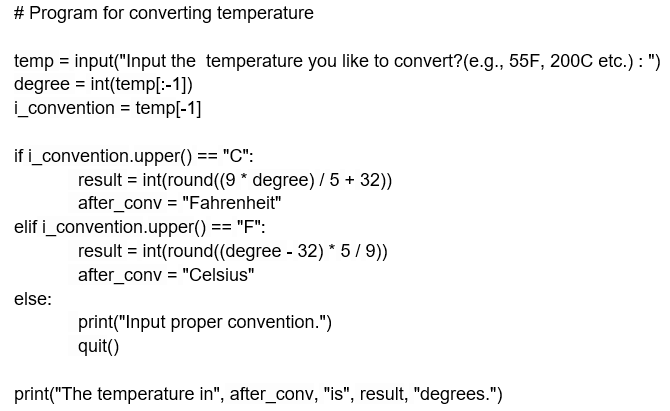 # Program for converting temperature
temp = input("Input the  temperature you like to convert?(e.g., 55F, 200C etc.) : ")
degree = int(temp[:-1])
i_convention = temp[-1]
if i_convention.upper() == "C":
result = int(round((9 * degree) / 5 + 32))
after_conv = "Fahrenheit"
elif i_convention.upper() == "F":
result = int(round((degree - 32) * 5 / 9))
after_conv = "Celsius"
else:
print("Input proper convention.")
quit()
print("The temperature in", after_conv, "is", result, "degrees.")